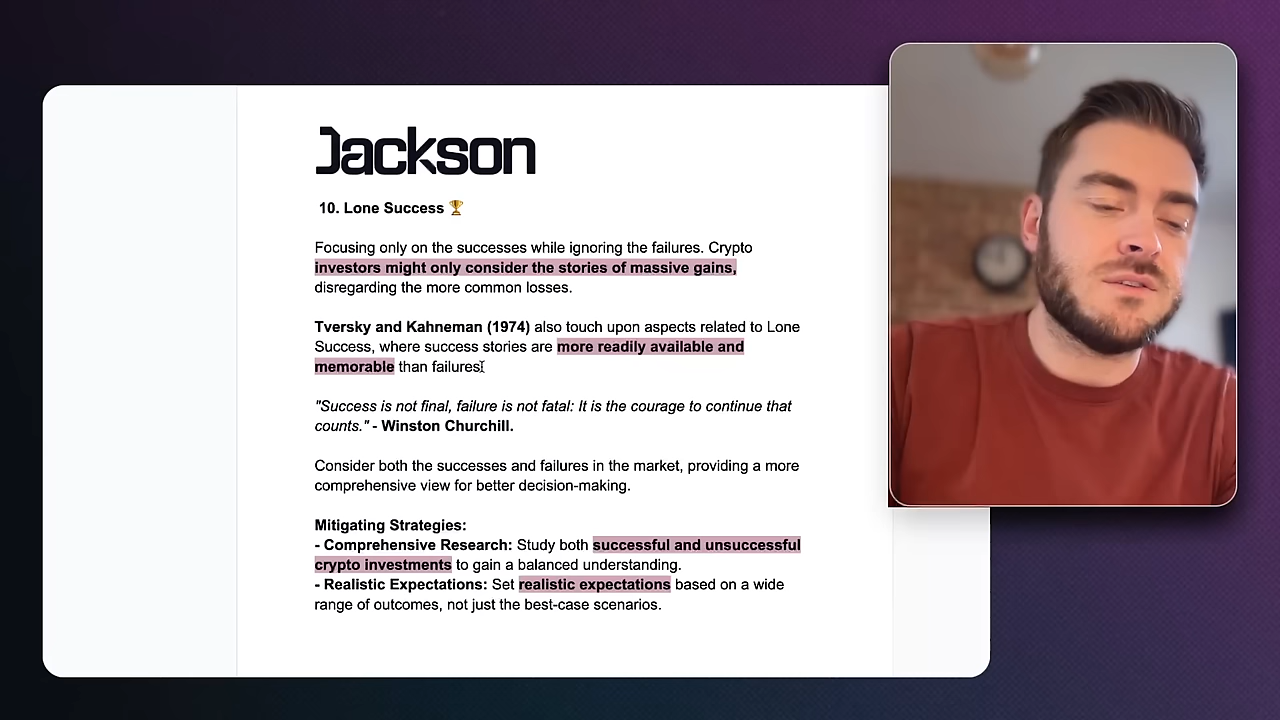 Jackson
10. Lone Success 🏆
Focusing only on the successes while ignoring the failures. Crypto
investors might only consider the stories of massive gains,
disregarding the more common losses.
Tversky and Kahneman (1974) also touch upon aspects related to Lone
Success, where success stories are more readily available and
memorable than failures.
"Success is not final, failure is not fatal: It is the courage to continue that
counts." - Winston Churchill.
Consider both the successes and failures in the market, providing a more
comprehensive view for better decision-making.
Mitigating Strategies:
- Comprehensive Research: Study both successful and unsuccessful
crypto investments to gain a balanced understanding.
- Realistic Expectations: Set realistic expectations based on a wide
range of outcomes, not just the best-case scenarios.